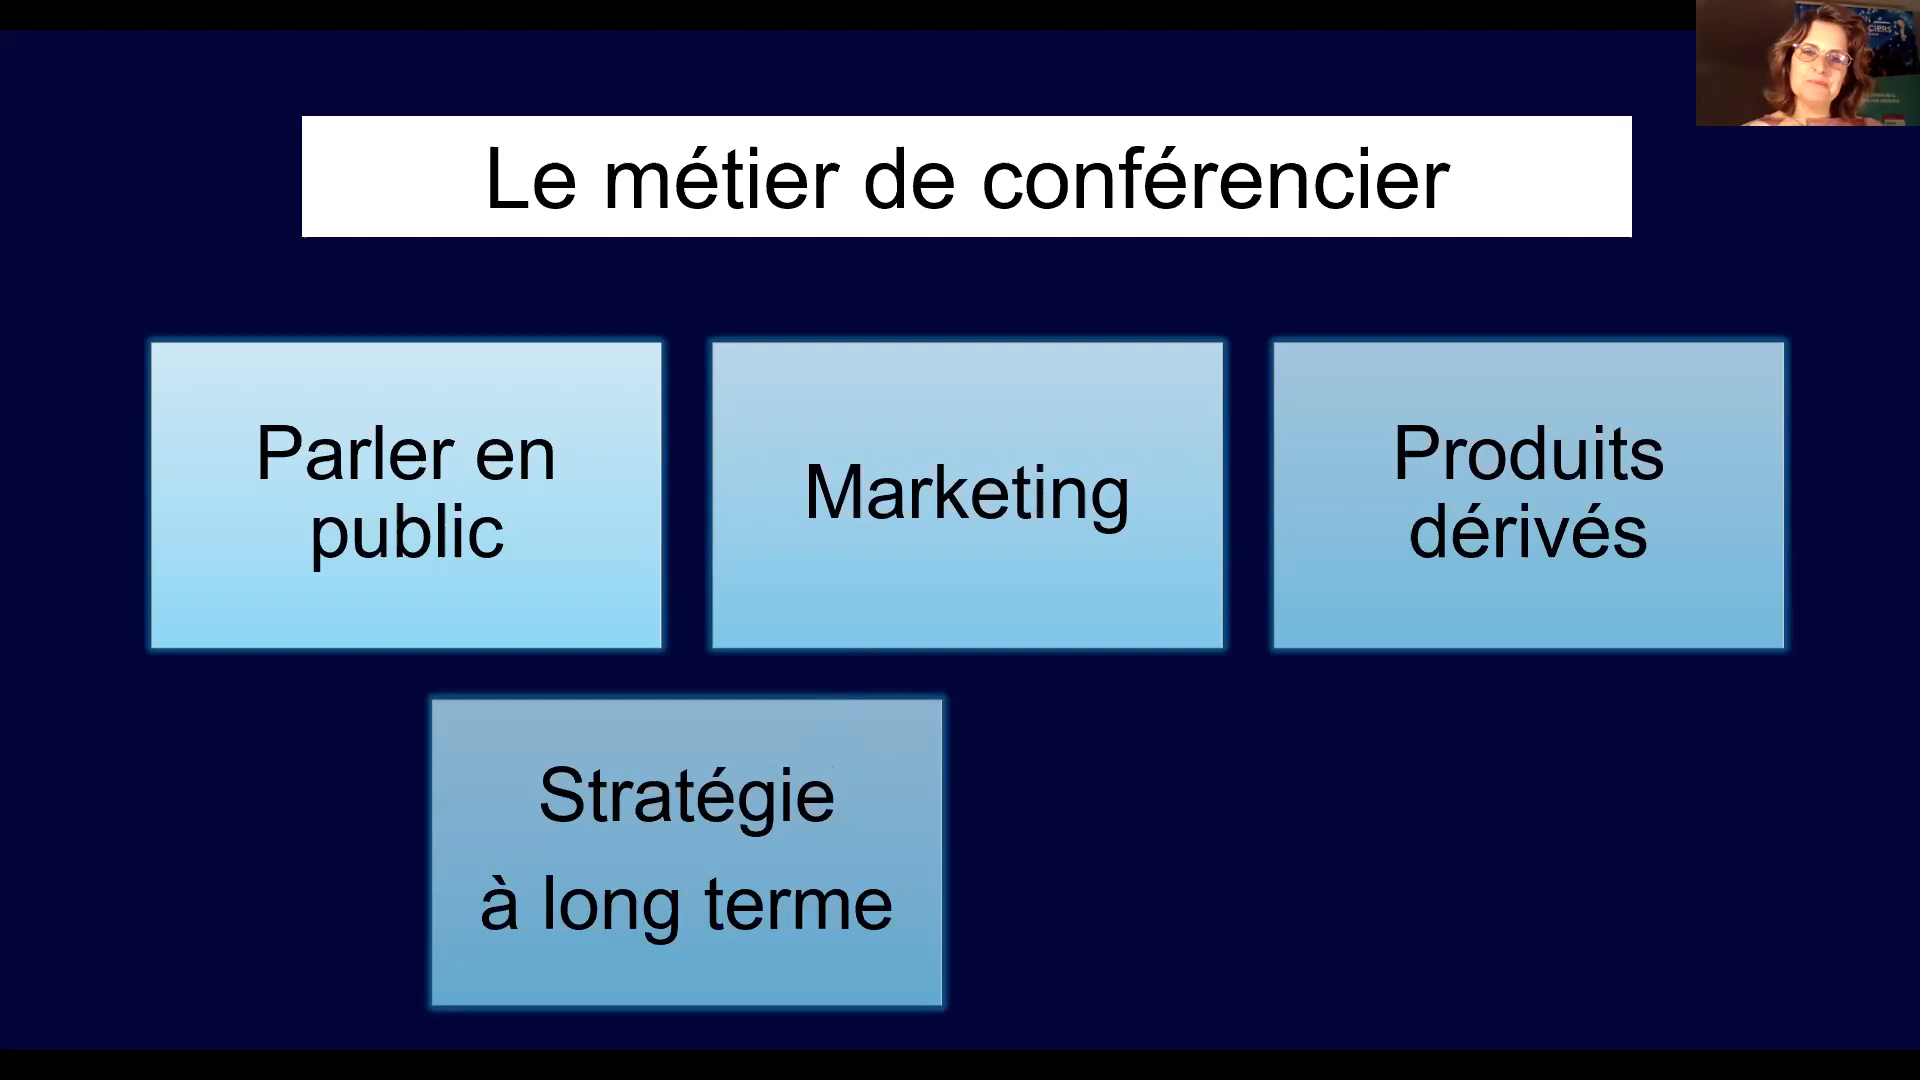 Le métier de conférencier
Parler en
public
Marketing
Produits
dérivés
Stratégie
à long terme